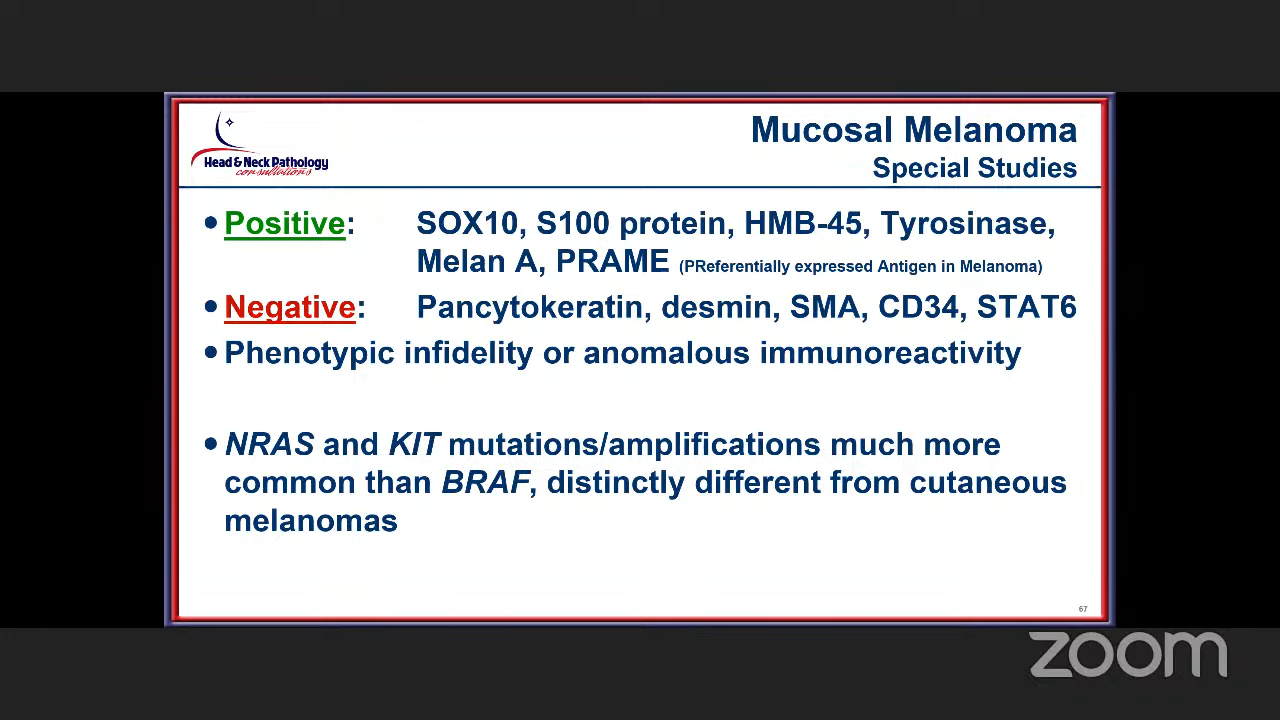 Head & Neck Pathology
consultations
Mucosal Melanoma
Special Studies
• Positive: SOX10, S100 protein, HMB-45, Tyrosinase,
Melan A, PRAME (PReferentially expressed Antigen in Melanoma)
• Negative: Pancytokeratin, desmin, SMA, CD34, STAT6
• Phenotypic infidelity or anomalous immunoreactivity
• NRAS and KIT mutations/amplifications much more
common than BRAF, distinctly different from cutaneous
melanomas
67
zoom